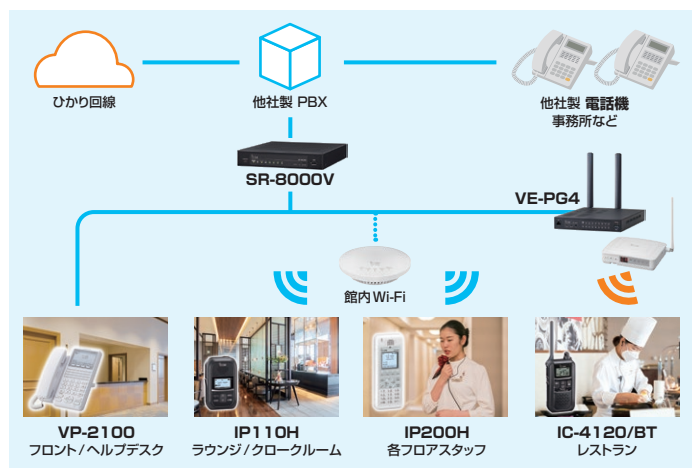 ひかり回線
他社製 PBX
他社製 電話機
事務所など
SR-8000V
VE-PG4
館内Wi-Fi
VP-2100
フロント/ヘルプデスク
IP110H
ラウンジ/クロークルーム
IP200H
各フロアスタッフ
IC-4120/BT
レストラン